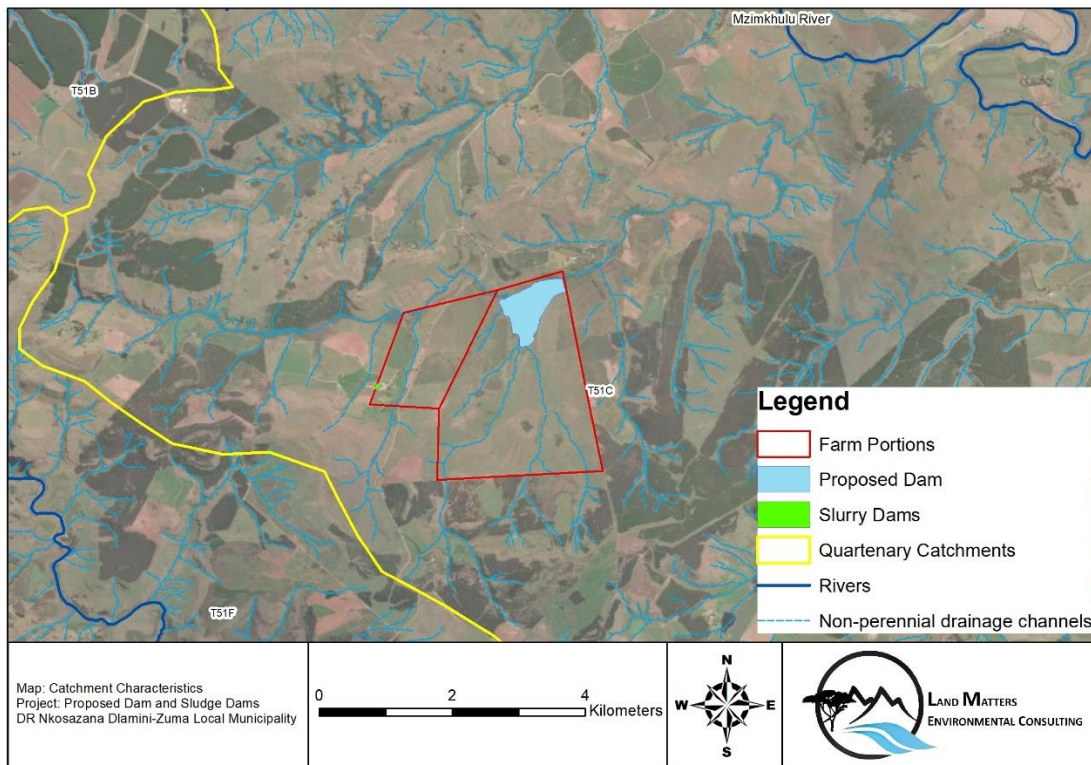 Mzimkhulu River
T51B
T51C
T51F
Legend
Farm Portions
Proposed Dam
Slurry Dams
Quartenary Catchments
Rivers
Non-perennial drainage channels
Map: Catchment Characteristics
Project: Proposed Dam and Sludge Dams
DR Nkosazana Dlamini-Zuma Local Municipality
0 2 4
Kilometers
N
W E
S
LAND MATTERS
ENVIRONMENTAL CONSULTING